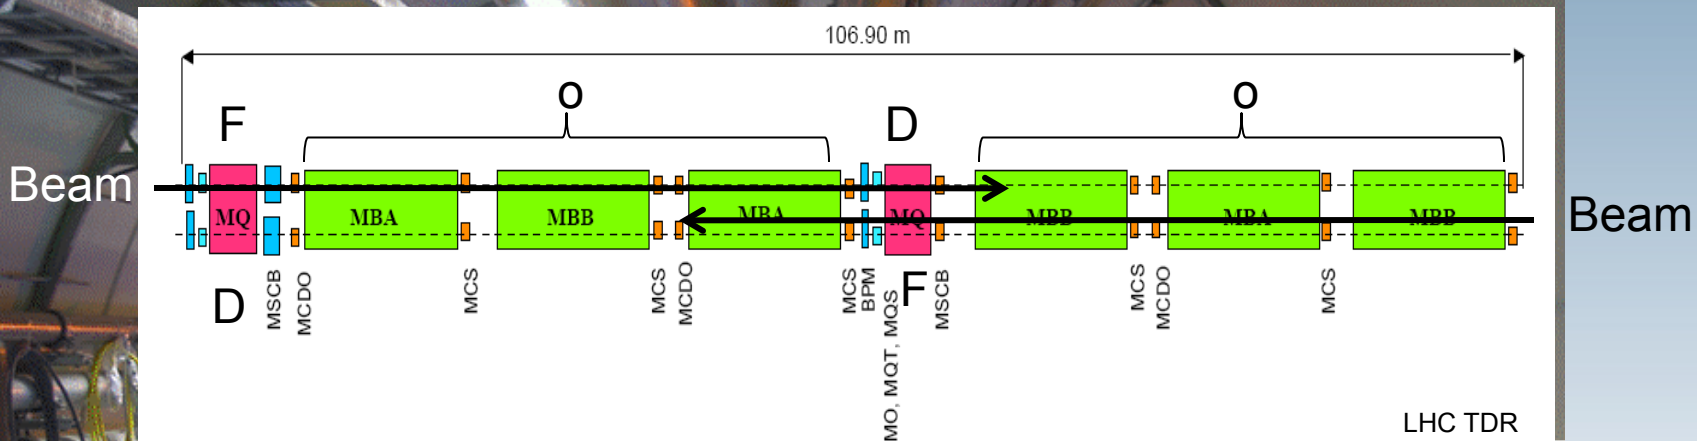 106.90 m
O
O
F
D
Beam
MQ
MBA
MBB
MBA
MQ
MBB
MBA
MBB
Beam
D
F
MSCB
MCDO
MCS
MCS
MCDO
MCS
BPM
MO, MQT, MQS
MSCB
MCS
MCDO
MCS
LHC TDR